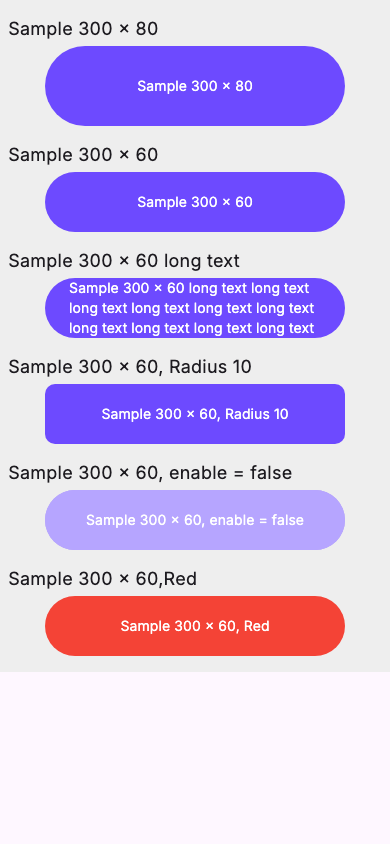 Sample 300 × 80
Sample 300 × 80
Sample 300 × 60
Sample 300 × 60
Sample 300 × 60 long text
Sample 300 × 60 long text long text
long text long text long text long text
long text long text long text long text
Sample 300 × 60, Radius 10
Sample 300 × 60, Radius 10
Sample 300 × 60, enable = false
Sample 300 × 60, enable = false
Sample 300 × 60,Red
Sample 300 × 60, Red